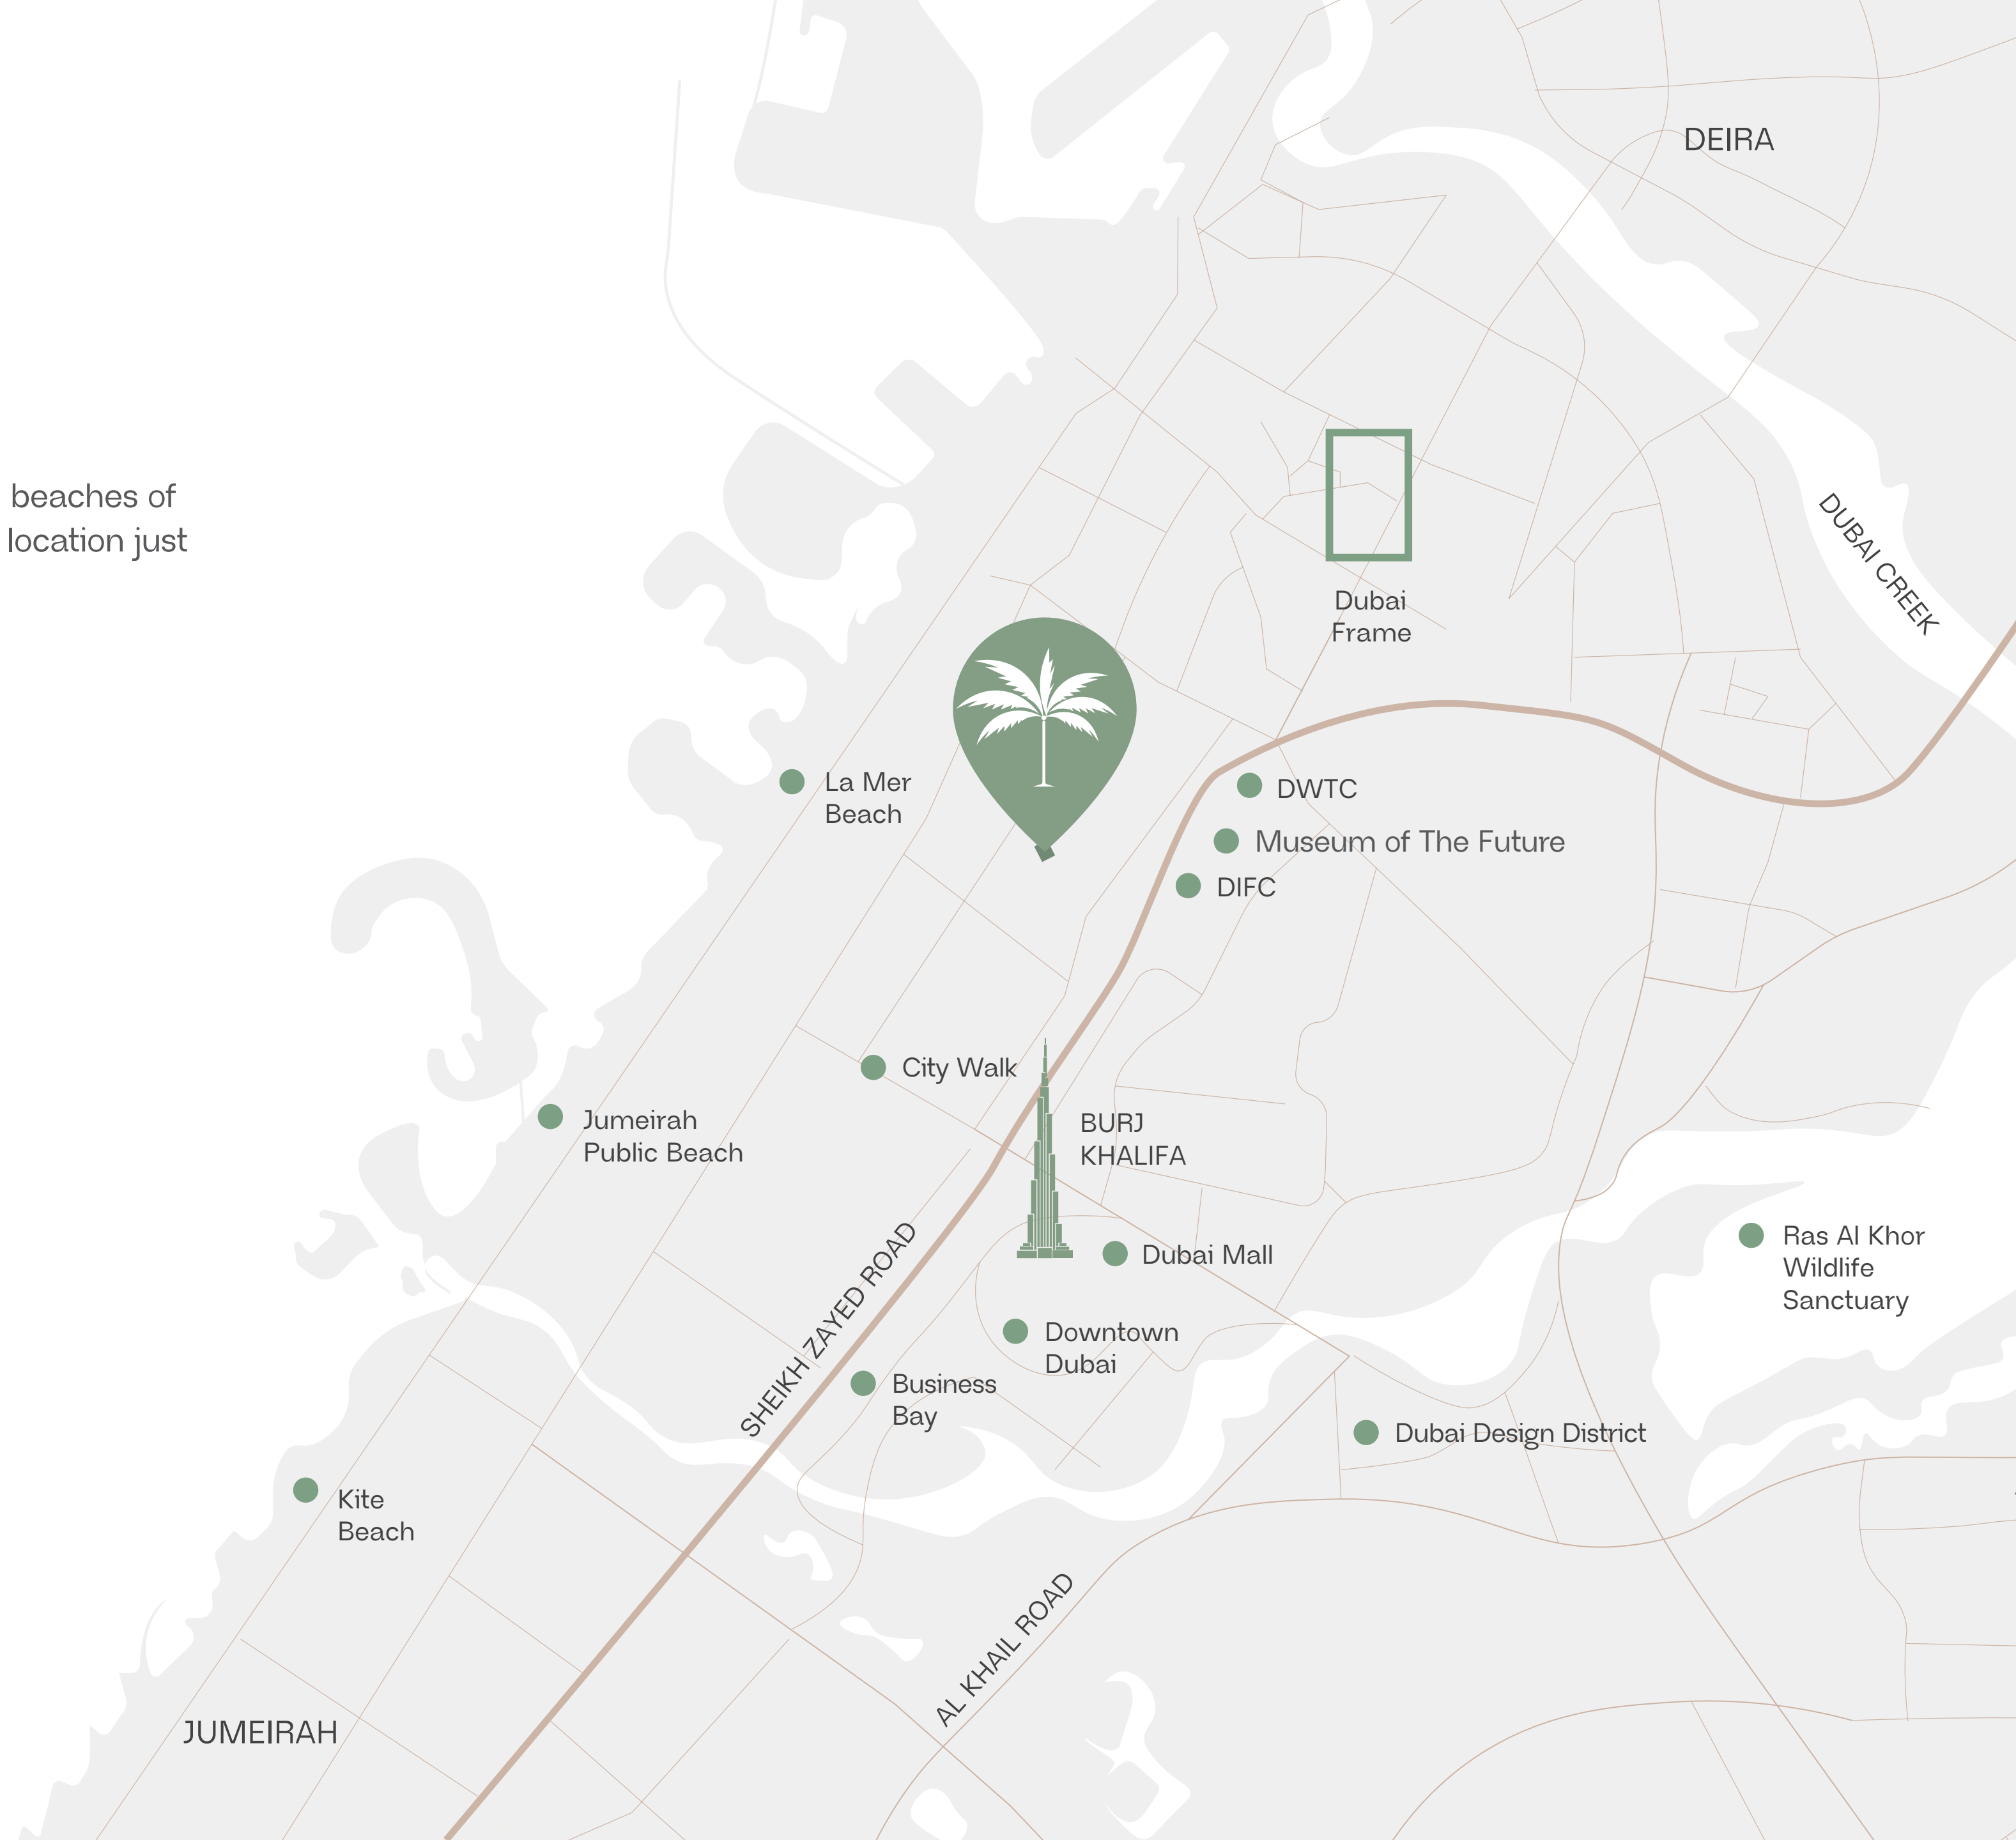 DEIRA
beaches of
location just
DUBAI CREEK
Dubai
Frame
La Mer
Beach
DWTC
Museum of The Future
DIFC
City Walk
Jumeirah
Public Beach
BURJ
KHALIFA
SHEIKH ZAYED ROAD
Dubai Mall
Ras Al Khor
Wildlife
Sanctuary
Downtown
Dubai
Business
Bay
Dubai Design District
Kite
Beach
AL KHAIL ROAD
JUMEIRAH